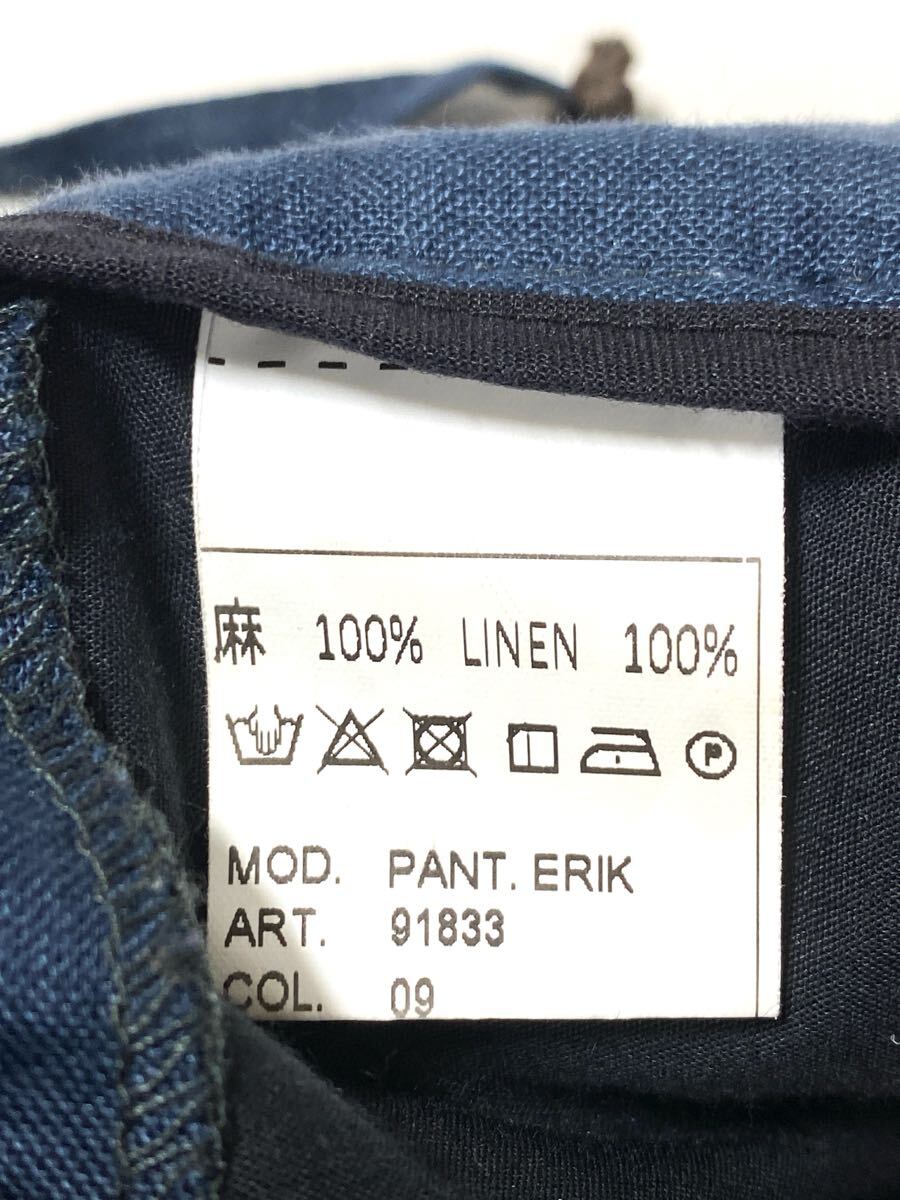 麻 100% LINEN 100%
P
MOD. PANT. ERIK
ART. 91833
COL. 09